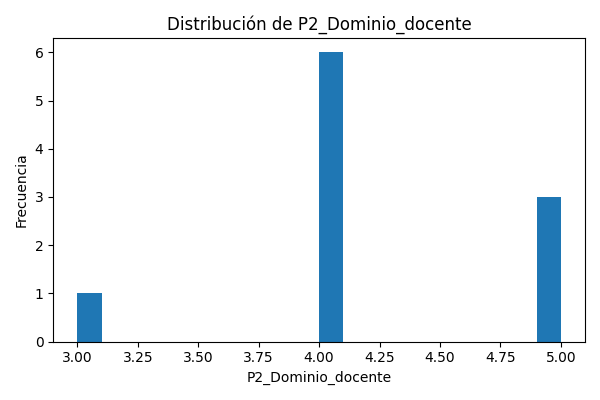 Distribución de P2_Dominio_docente
6
5
4
3
2
1
0
Frecuencia
3.00 3.25 3.50 3.75 4.00 4.25 4.50 4.75 5.00
P2_Dominio_docente